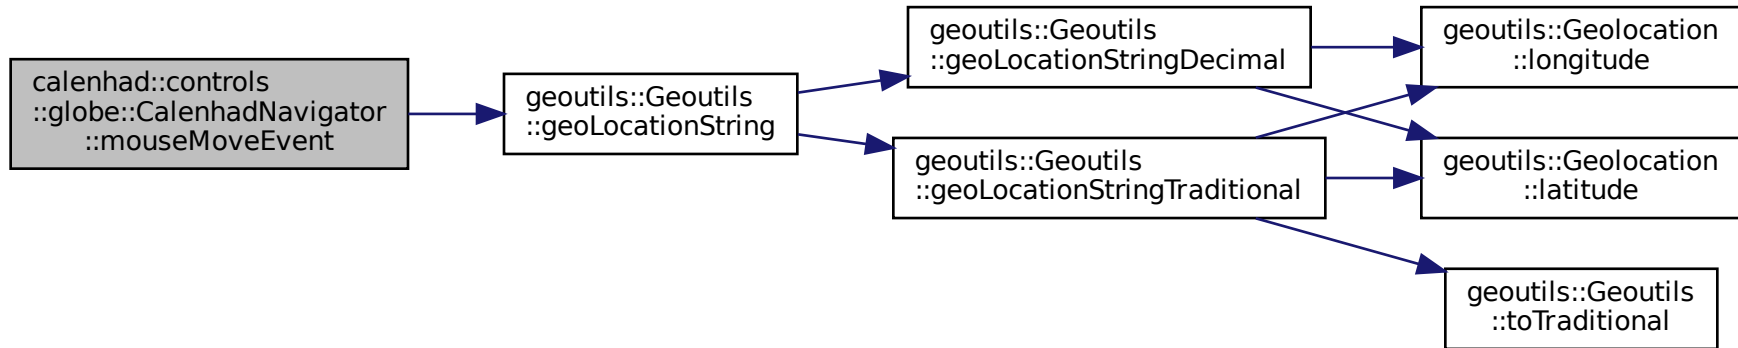 calenhad::controls
::globe::CalenhadNavigator
::mouseMoveEvent
geoutils::Geoutils
::geoLocationString
geoutils::Geoutils
::geoLocationStringDecimal
geoutils::Geoutils
::geoLocationStringTraditional
geoutils::Geolocation
::longitude
geoutils::Geolocation
::latitude
geoutils::Geoutils
::toTraditional